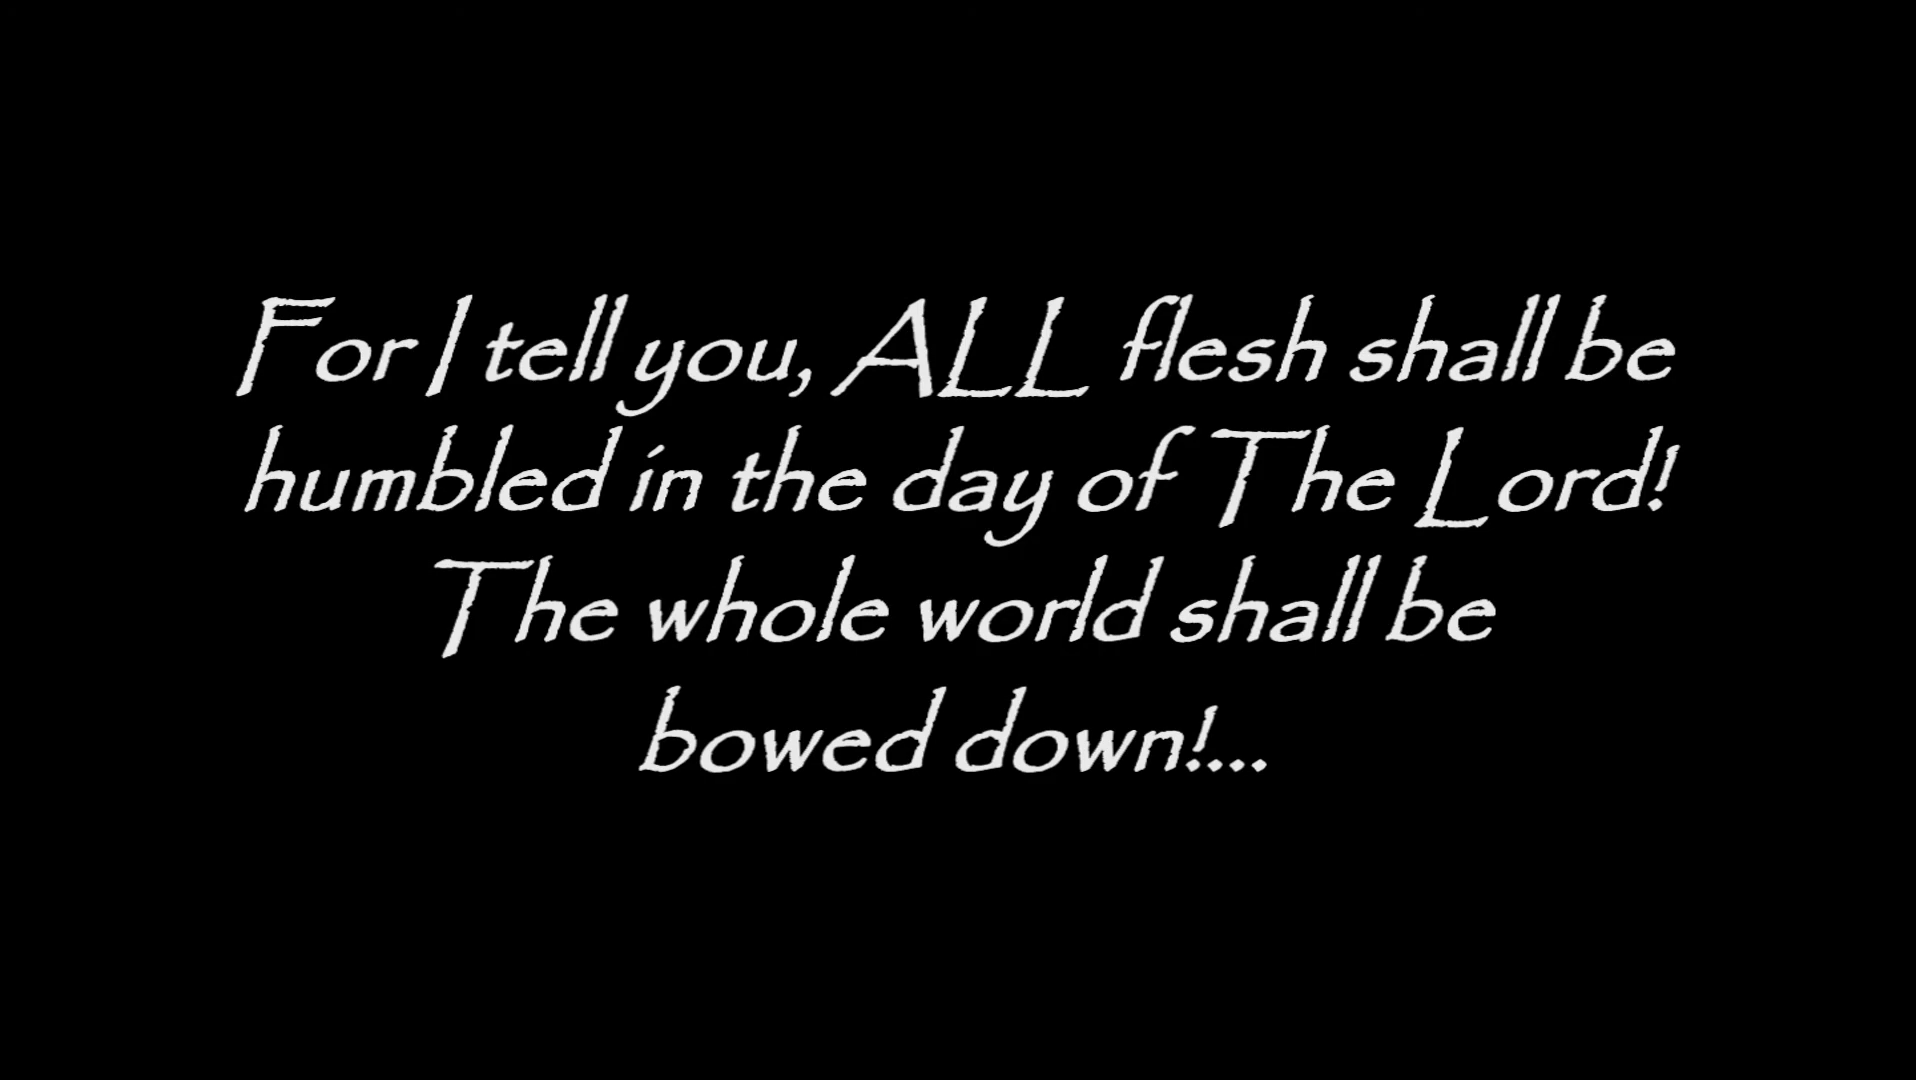 For I tell you, ALL flesh shall be
humbled in the day of The Lord!
The whole world shall be
bowed down!...